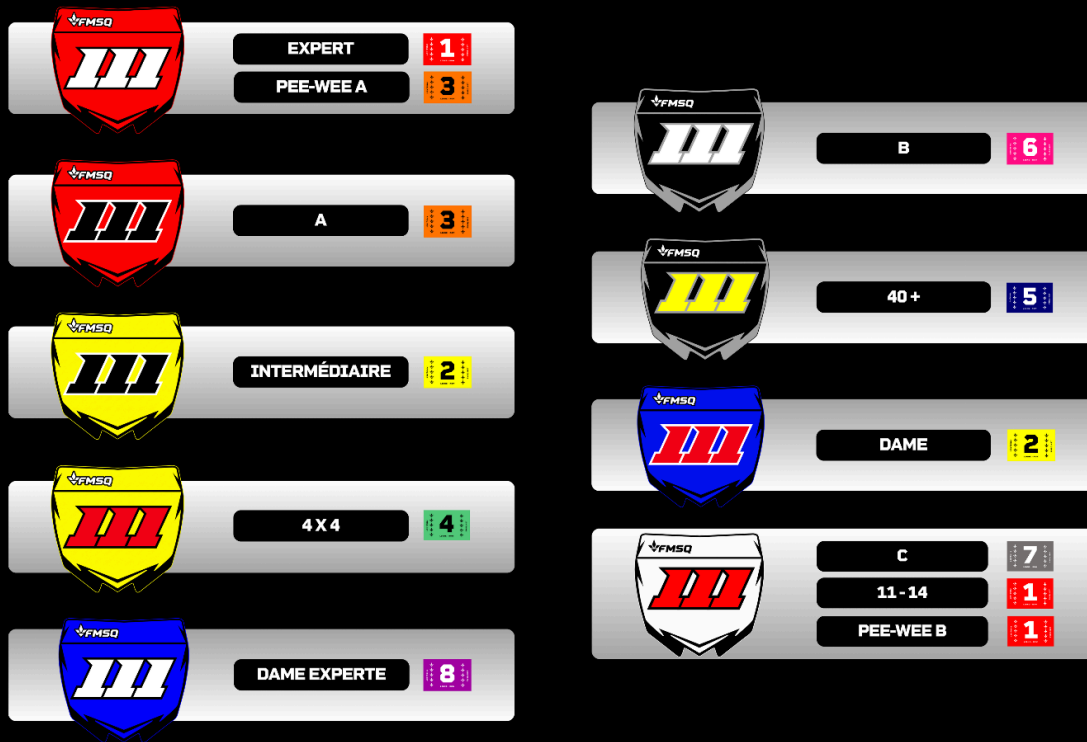 FMSQ
111
EXPERT 1
PEE-WEE A 3
FMSQ
111
A 3
FMSQ
111
INTERMÉDIAIRE 2
FMSQ
111
4 X 4 4
FMSQ
111
DAME EXPERTE 8
FMSQ
111
B 6
FMSQ
111
40 + 5
FMSQ
111
DAME 2
FMSQ
111
C 7
11 - 14 1
PEE-WEE B 1